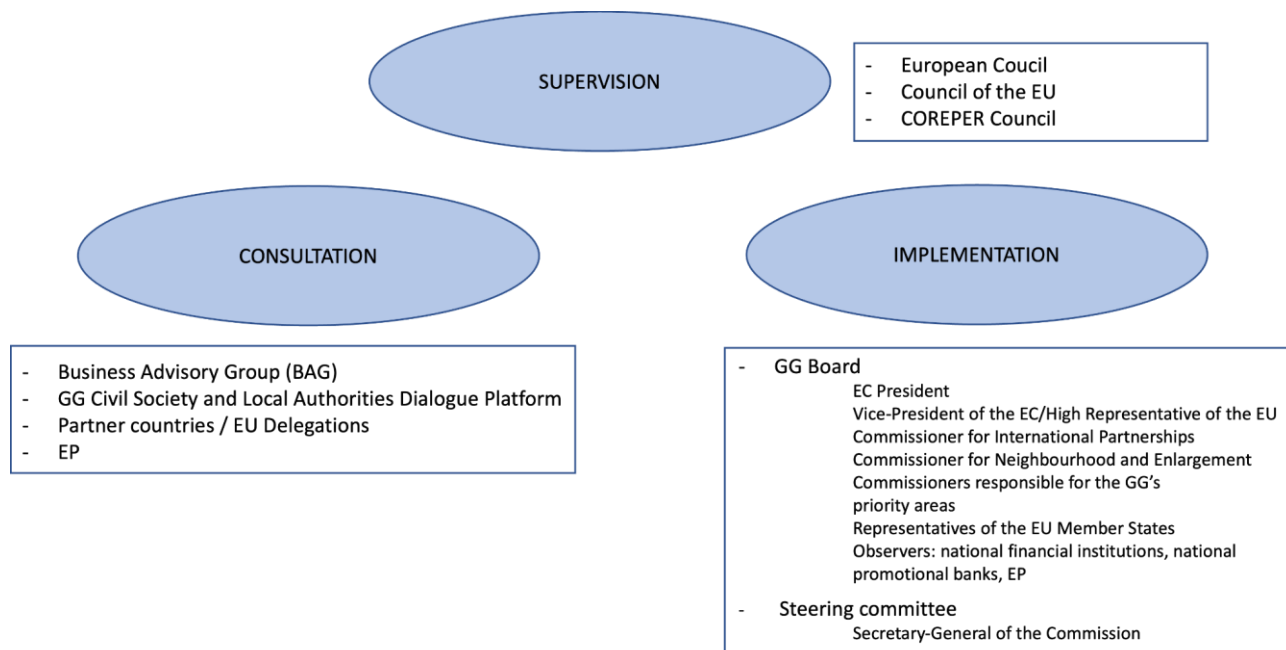 SUPERVISION
- European Coucil
- Council of the EU
- COREPER Council
CONSULTATION
IMPLEMENTATION
- Business Advisory Group (BAG)
- GG Civil Society and Local Authorities Dialogue Platform
- Partner countries / EU Delegations
- EP
- GG Board
EC President
Vice-President of the EC/High Representative of the EU
Commissioner for International Partnerships
Commissioner for Neighbourhood and Enlargement
Commissioners responsible for the GG’s
priority areas
Representatives of the EU Member States
Observers: national financial institutions, national
promotional banks, EP
- Steering committee
Secretary-General of the Commission